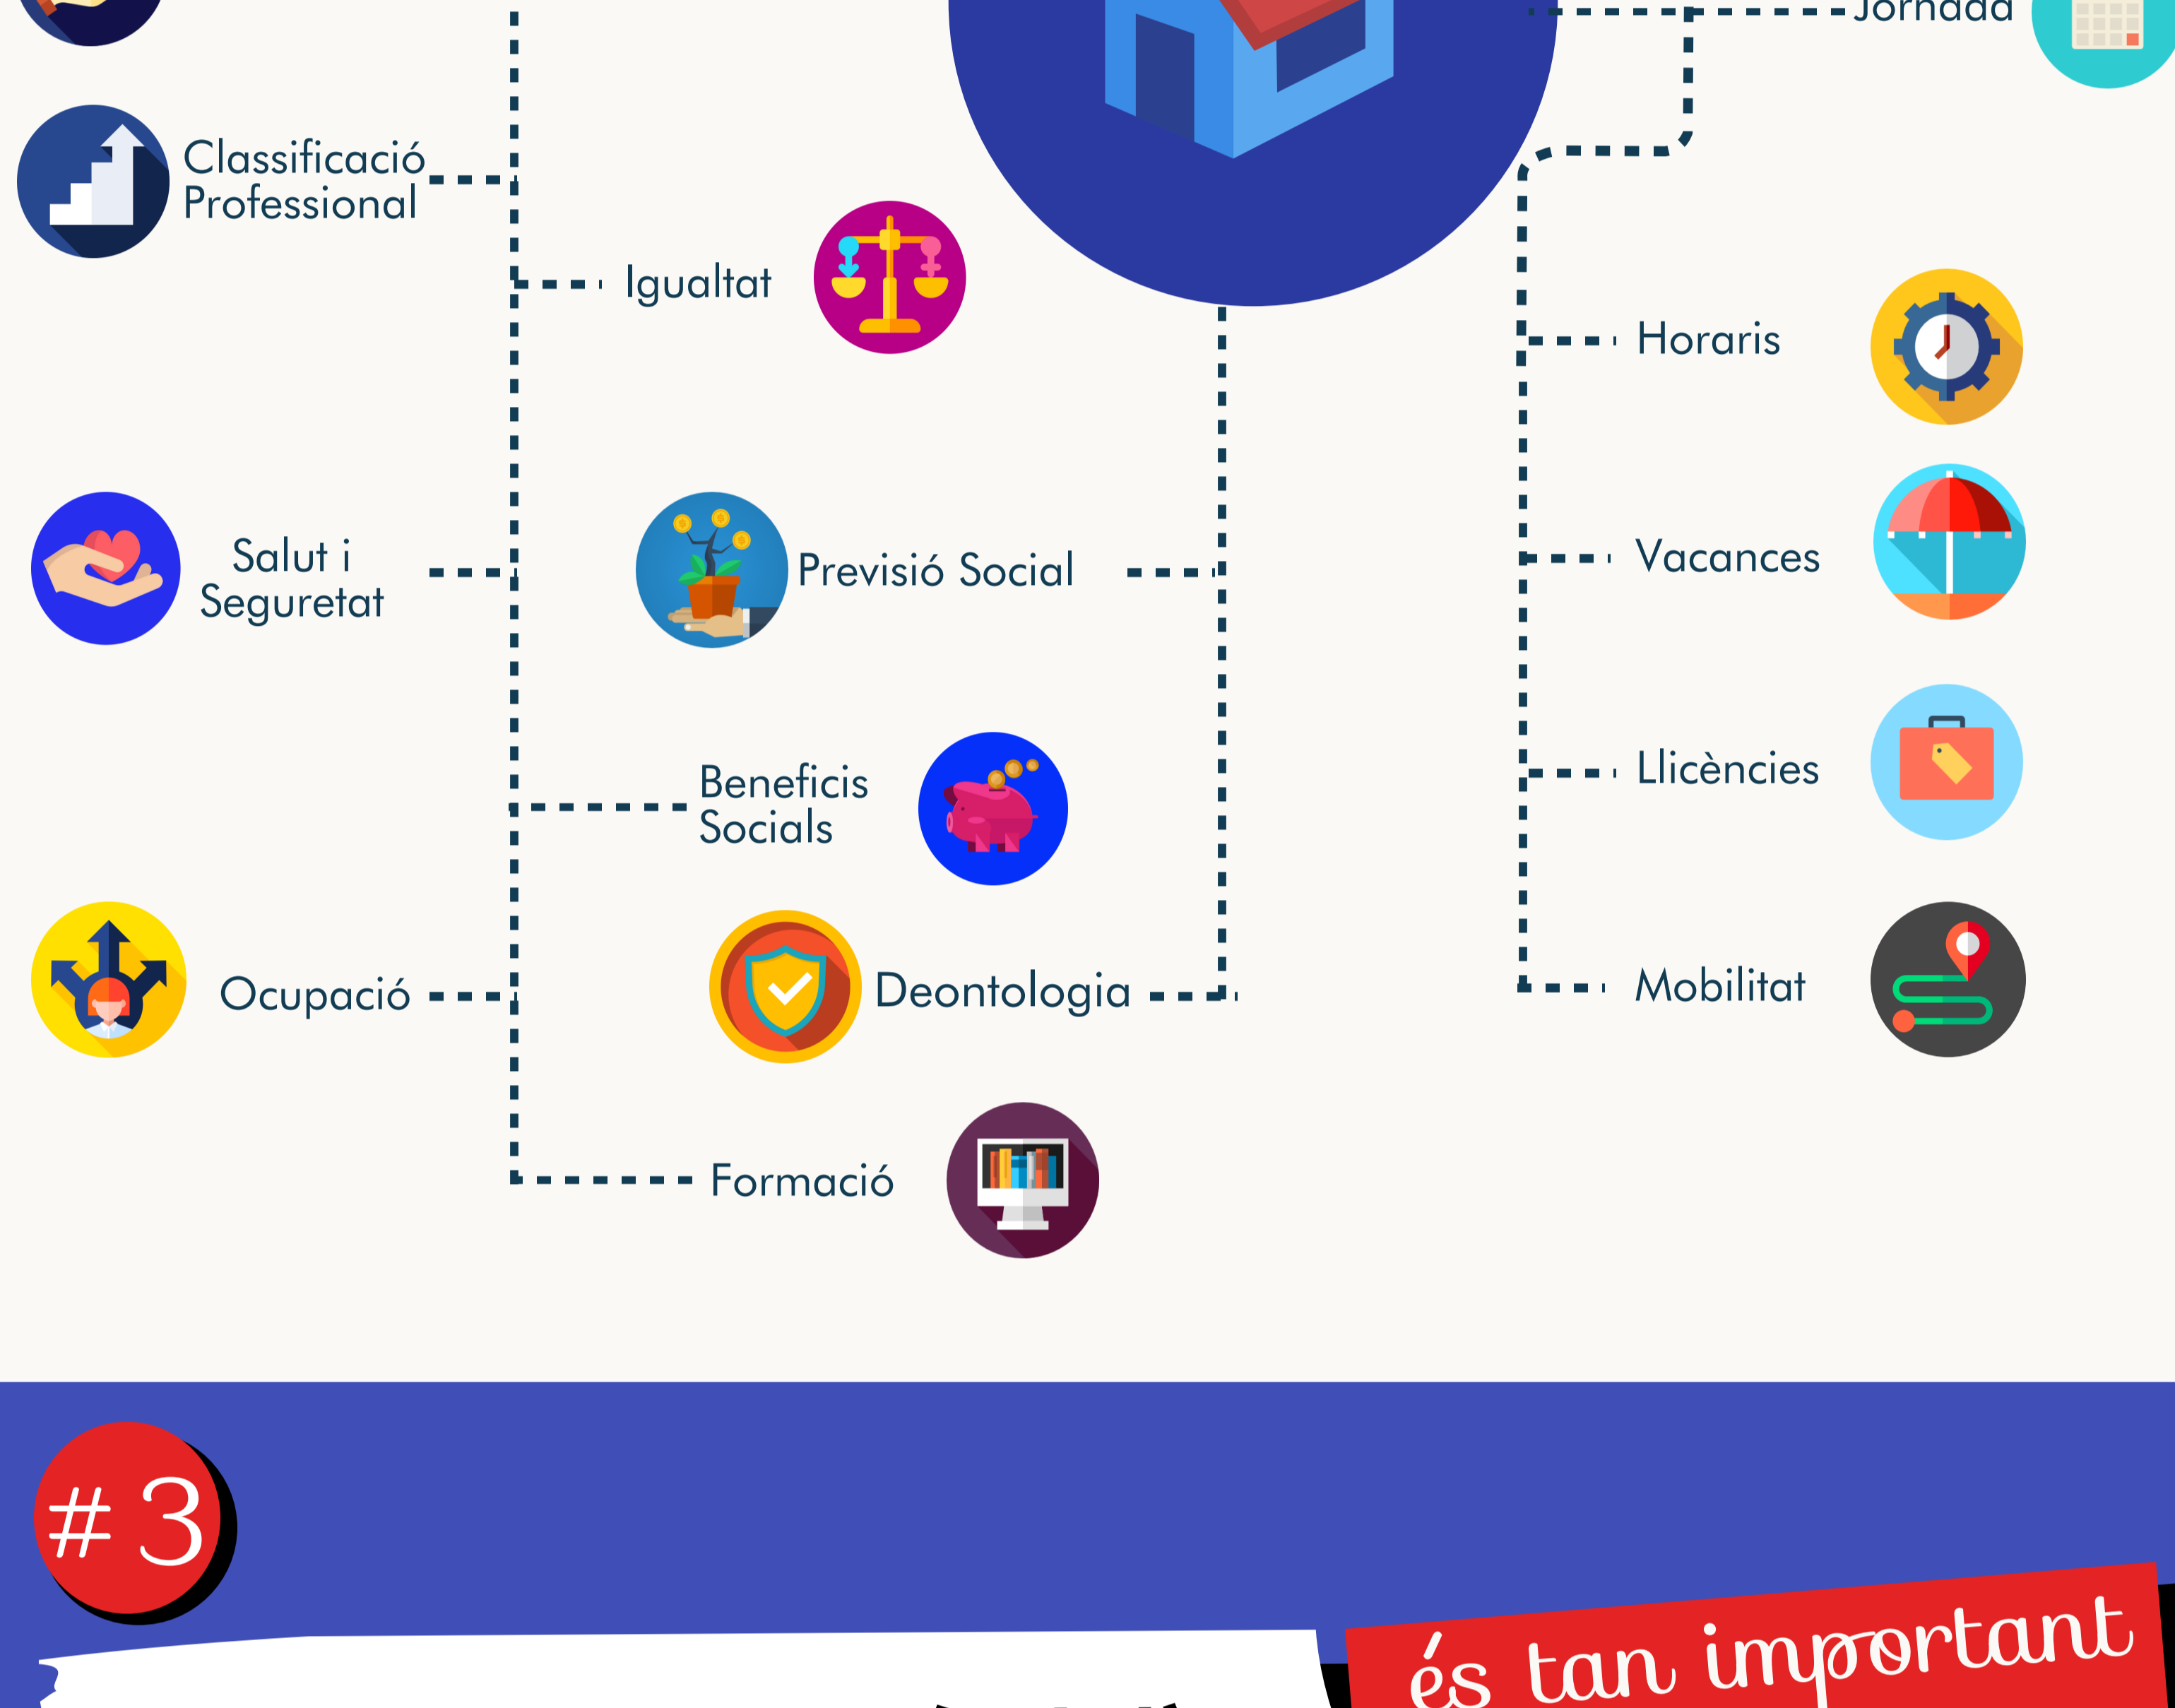 Jornada
Classificació
Professional
Igualtat
Horaris
Salut i
Seguretat
Previsió Social
Vacances
Beneficis
Socials
Llicències
Ocupació
Deontologia
Mobilitat
Formació
# 3
és tan important